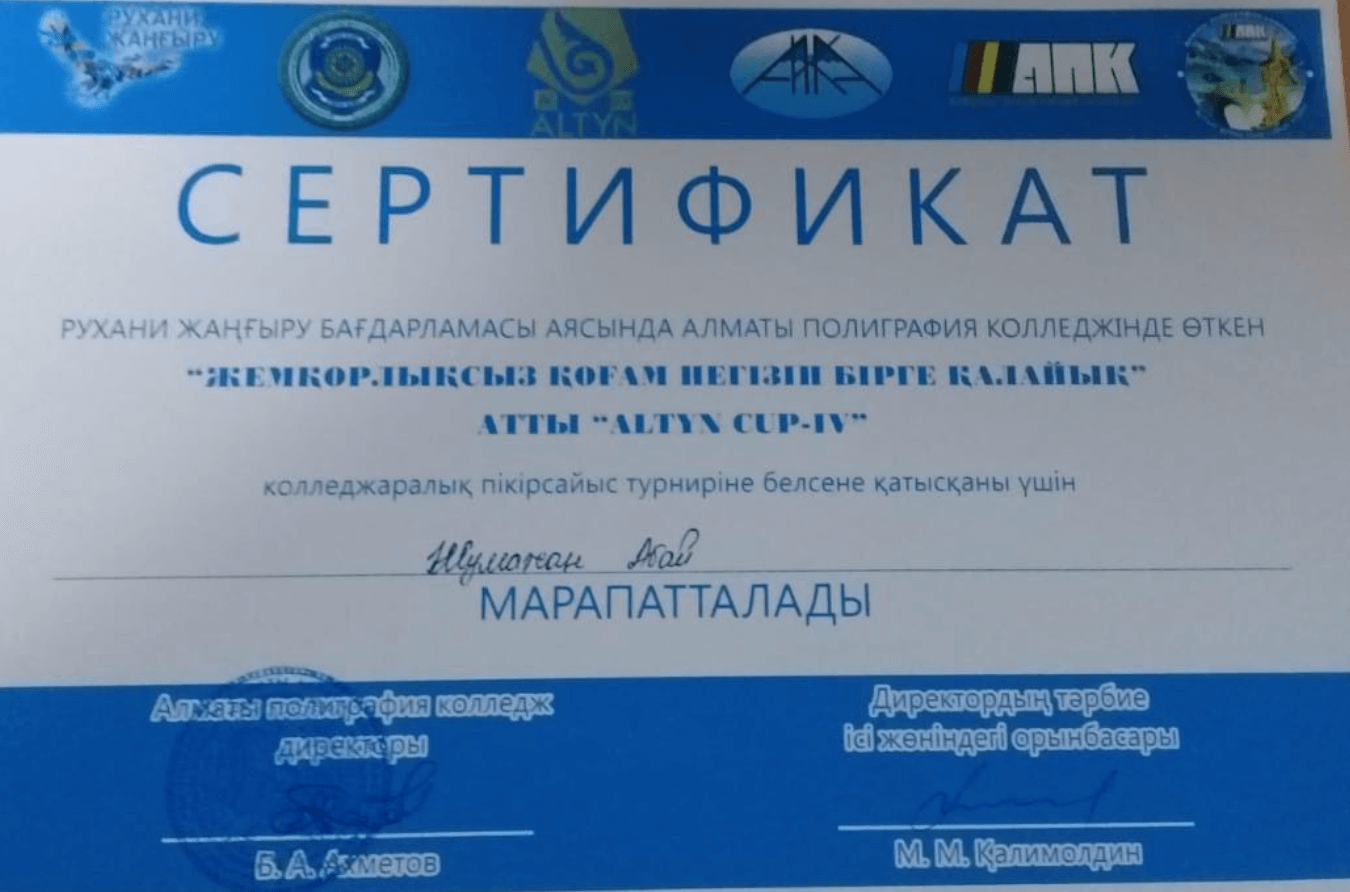 РУХАНИ
ЖАҢҒЫРУ
ALTYN
АПК
СЕРТИФИКАТ
РУХАНИ ЖАҢҒЫРУ БАҒДАРЛАМАСЫ АЯСЫНДА АЛМАТЫ ПОЛИГРАФИЯ КОЛЛЕДЖІНДЕ ӨТКЕН
“ЖЕМҚОРЛЫҚСЫЗ ҚОҒАМ НЕГІЗІН БІРГЕ ҚАЛАЙЫҚ”
АТТЫ “ALTYN CUP-IV”
колледжаралық пікірсайыс турниріне белсене қатысқаны үшін
Жумажан Абай
МАРАПАТТАЛАДЫ
Алматы полиграфия колледж
директоры
Б. А. Ахметов
Директордың тәрбие
ісі жөніндегі орынбасары
М. М. Қалимолдин